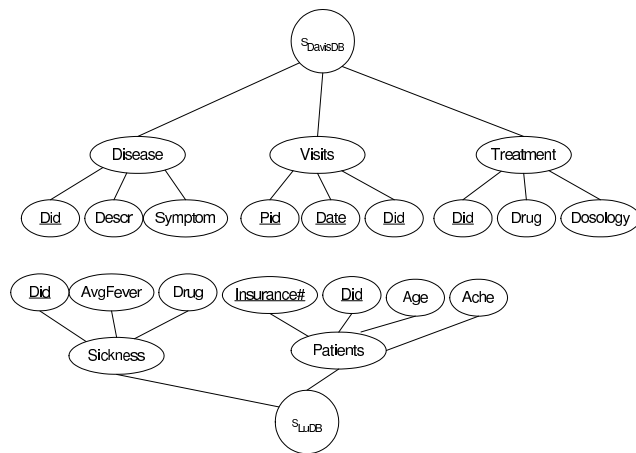 SDavisDB
Disease Visits Treatment
Did Descr Symptom Pid Date Did Did Drug Dosology
Did AvgFever Drug Insurance# Did Age Ache
Sickness Patients
SLuDB